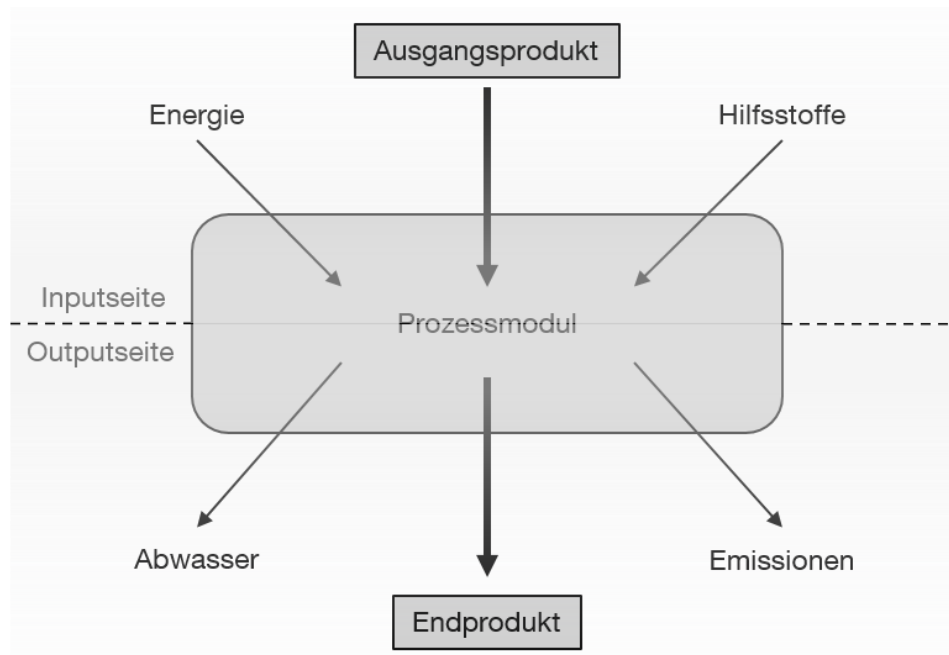 Ausgangsprodukt
Energie
Hilfsstoffe
Inputseite
Prozessmodul
Outputseite
Abwasser
Emissionen
Endprodukt